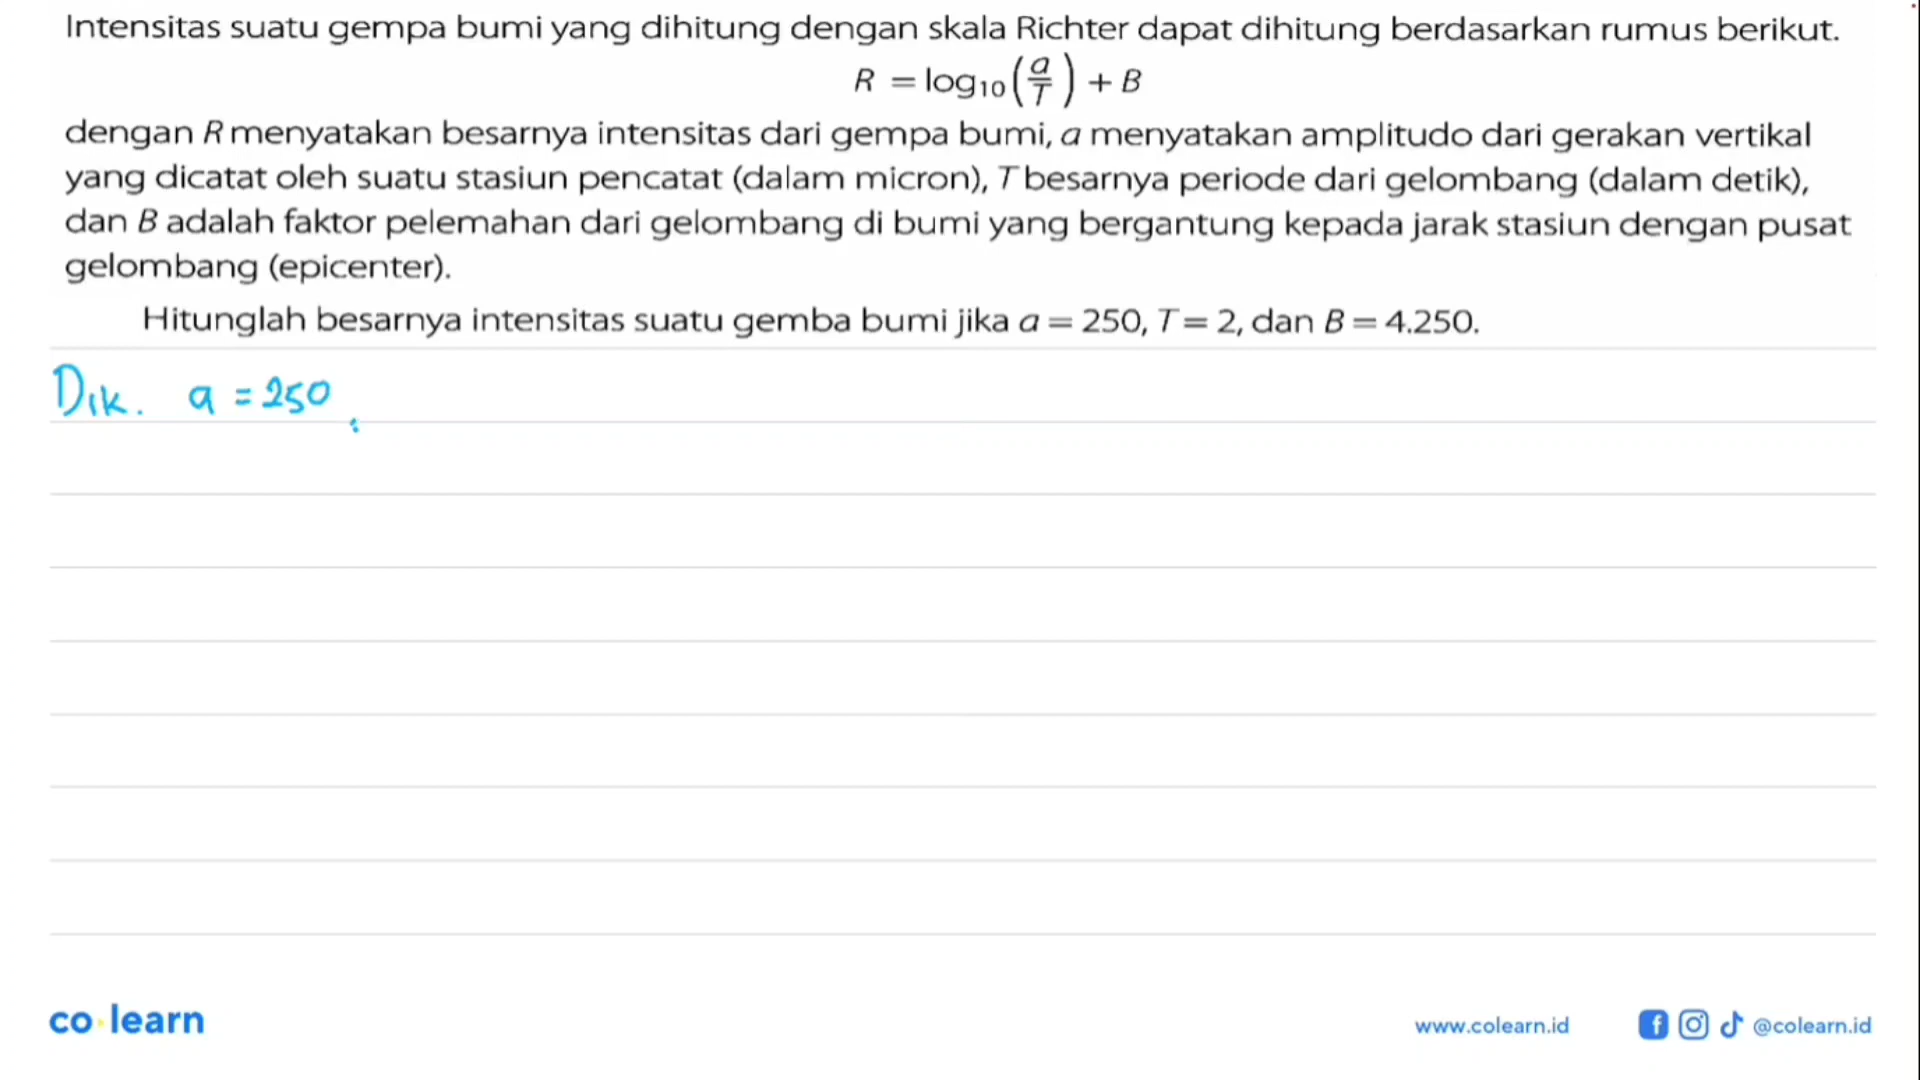 Intensitas suatu gempa bumi yang dihitung dengan skala Richter dapat dihitung berdasarkan rumus berikut.
R = log₁₀(a/T) + B
dengan R menyatakan besarnya intensitas dari gempa bumi, a menyatakan amplitudo dari gerakan vertikal
yang dicatat oleh suatu stasiun pencatat (dalam micron), T besarnya periode dari gelombang (dalam detik),
dan B adalah faktor pelemahan dari gelombang di bumi yang bergantung kepada jarak stasiun dengan pusat
gelombang (epicenter).
Hitunglah besarnya intensitas suatu gemba bumi jika a = 250, T = 2, dan B = 4.250.
Dik. a = 250
co learn
www.colearn.id @colearn.id